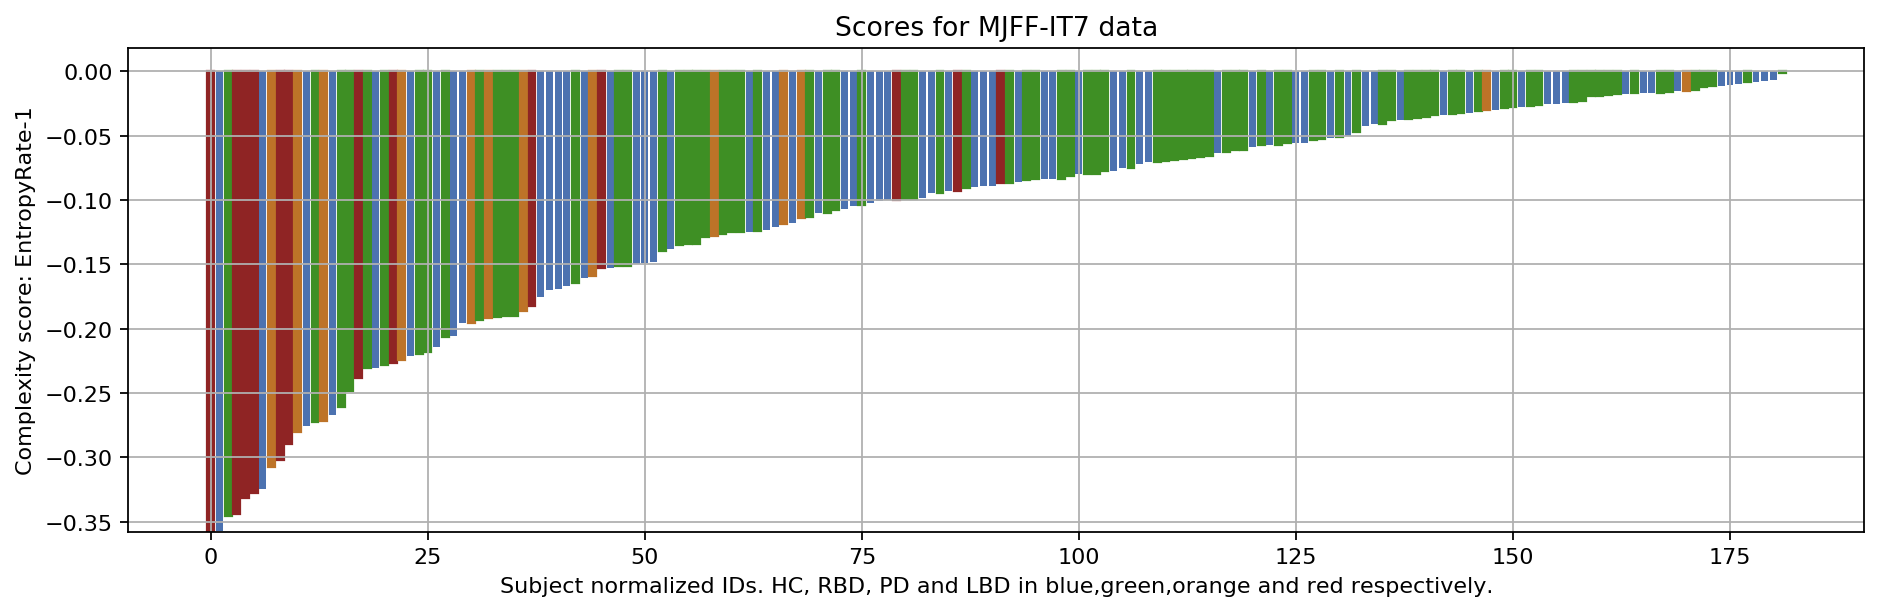 Scores for MJFF-IT7 data
Complexity score: EntropyRate-1
0.00
−0.05
−0.10
−0.15
−0.20
−0.25
−0.30
−0.35
0 25 50 75 100 125 150 175
Subject normalized IDs. HC, RBD, PD and LBD in blue,green,orange and red respectively.